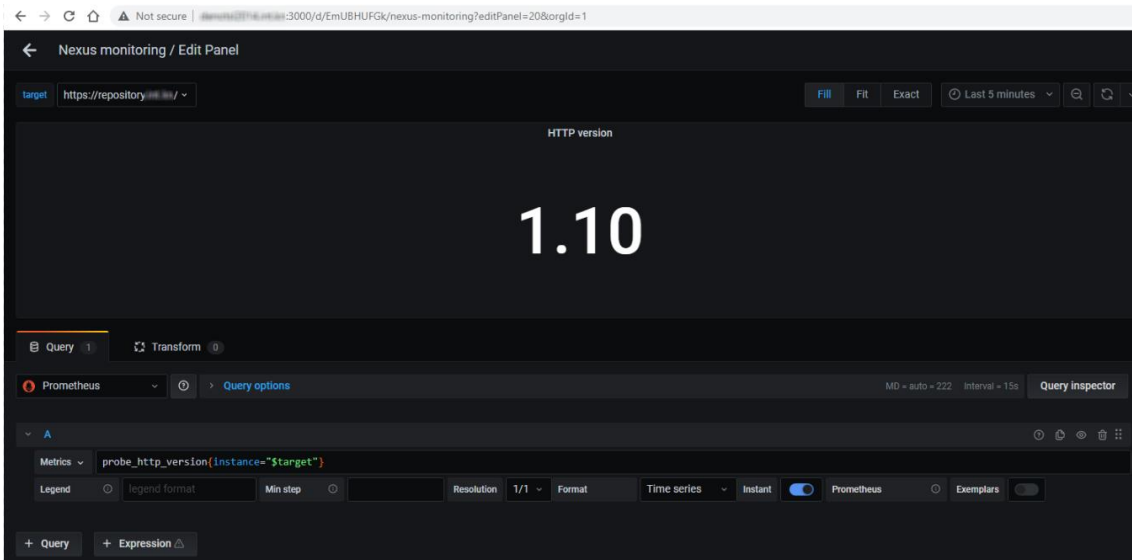 Not secure :3000/d/EmUBHUFGk/nexus-monitoring?editPanel=20&orgId=1
Nexus monitoring / Edit Panel
target https://repository / Fill Fit Exact Last 5 minutes
HTTP version
1.10
Query 1 Transform 0
Prometheus > Query options MD = auto = 222 Interval = 15s Query inspector
A
Metrics probe_http_version{instance="$target"}
Legend legend format Min step Resolution 1/1 Format Time series Instant Prometheus Exemplars
+ Query + Expression